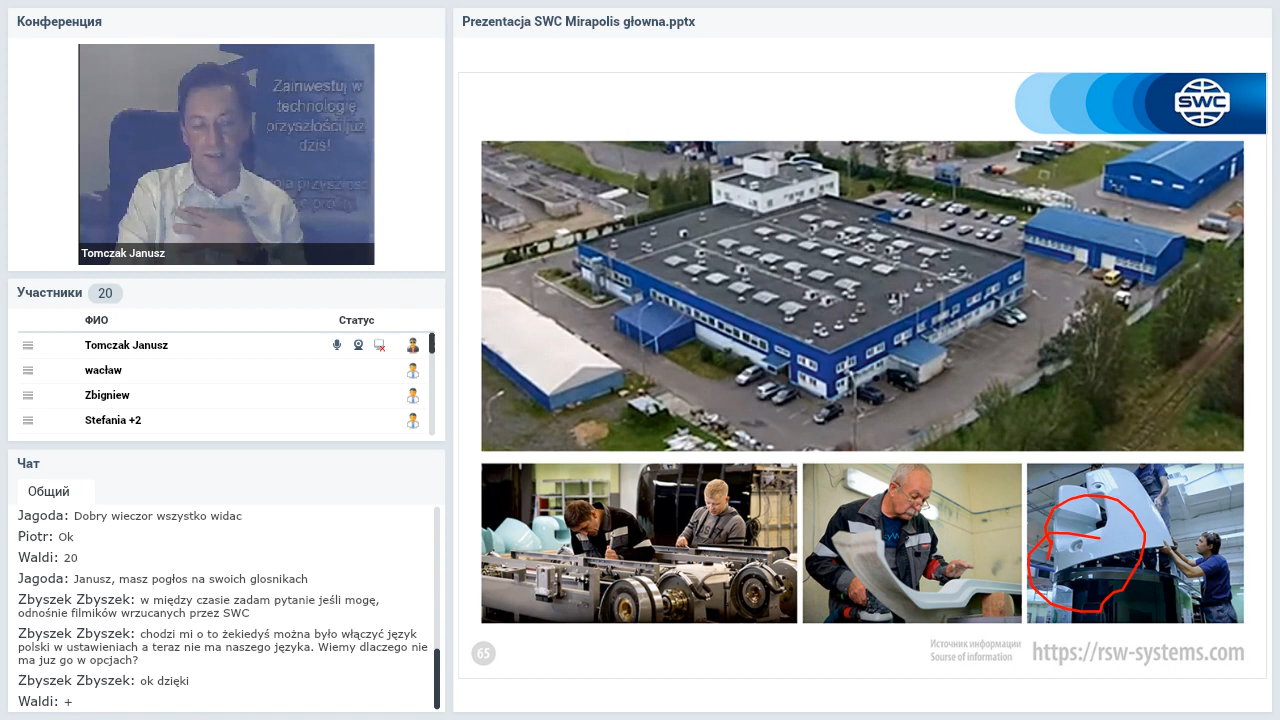 Конференция
Zainwestuj w
technologię
przyszłości już
dziś!
Tomczak Janusz
Участники 20
ФИО Статус
Tomczak Janusz
wacław
Zbigniew
Stefania +2
Чат
Общий
Jagoda: Dobry wieczor wszystko widac
Piotr: Ok
Waldi: 20
Jagoda: Janusz, masz pogłos na swoich glosnikach
Zbyszek Zbyszek: w między czasie zadam pytanie jeśli mogę,
odnośnie filmików wrzucanych przez SWC
Zbyszek Zbyszek: chodzi mi o to żekiedyś można było włączyć język
polski w ustawieniach a teraz nie ma naszego języka. Wiemy dlaczego nie
ma juz go w opcjach?
Zbyszek Zbyszek: ok dzięki
Waldi: +
Prezentacja SWC Mirapolis głowna.pptx
SWC
65
Источник информации
Sourse of information
https://rsw-systems.com